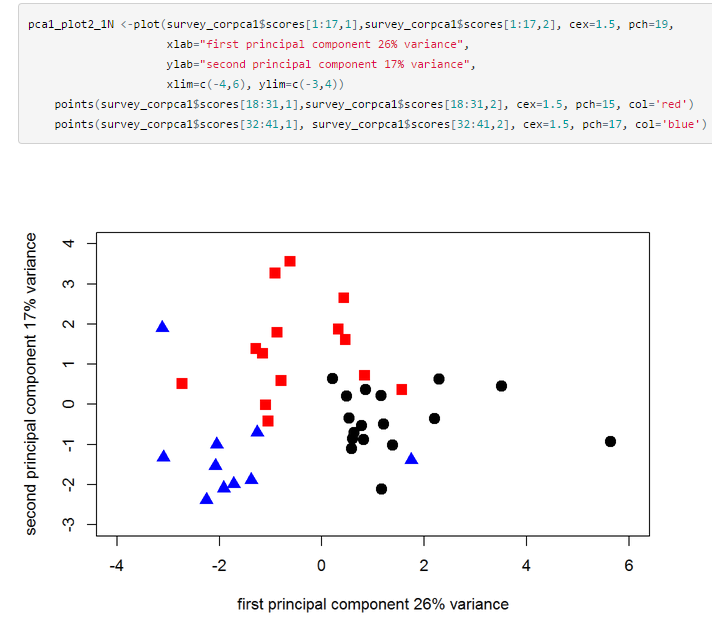 pca1_plot2_1N <-plot(survey_corpca1$scores[1:17,1],survey_corpca1$scores[1:17,2], cex=1.5, pch=19,
xlab="first principal component 26% variance",
ylab="second principal component 17% variance",
xlim=c(-4,6), ylim=c(-3,4))
points(survey_corpca1$scores[18:31,1],survey_corpca1$scores[18:31,2], cex=1.5, pch=15, col='red')
points(survey_corpca1$scores[32:41,1], survey_corpca1$scores[32:41,2], cex=1.5, pch=17, col='blue')
second principal component 17% variance
4
3
2
1
0
-1
-2
-3
-4 -2 0 2 4 6
first principal component 26% variance